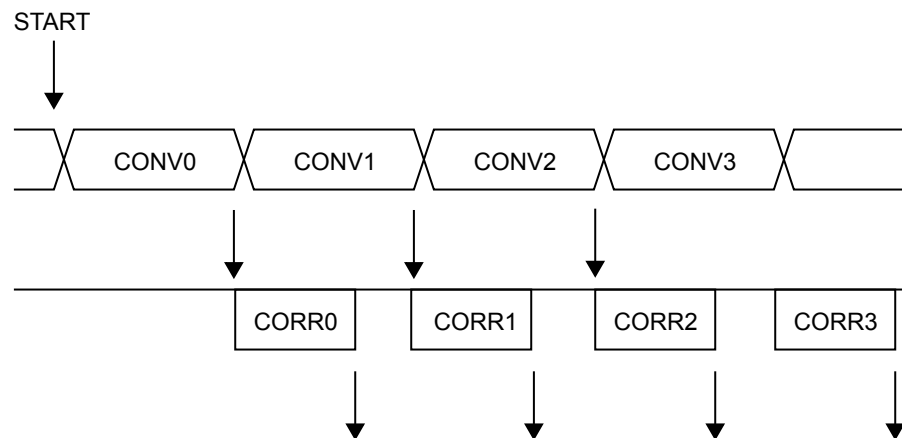 START
CONV0 CONV1 CONV2 CONV3
CORR0 CORR1 CORR2 CORR3